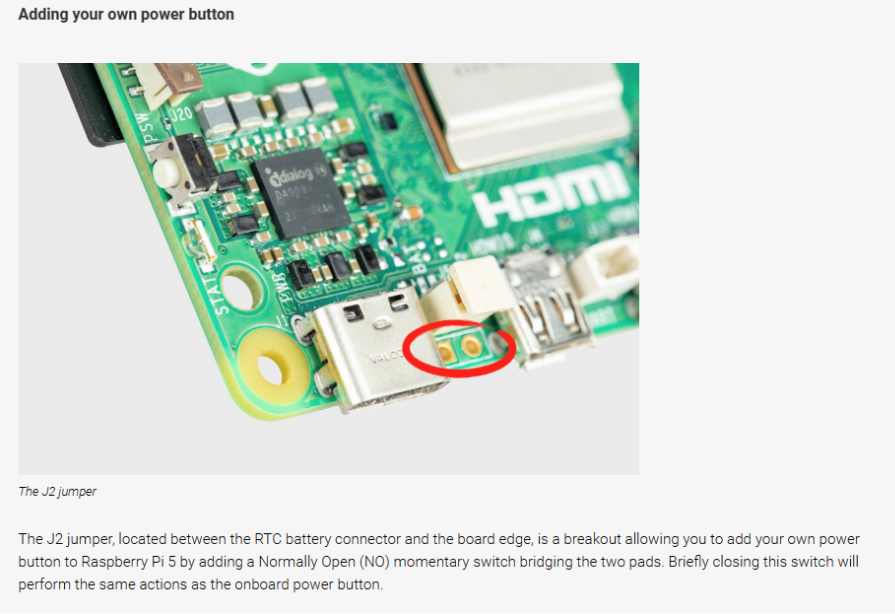 Adding your own power button
J20
PSW
dialog
HDMI
BAT
STAT
PWR
The J2 jumper
The J2 jumper, located between the RTC battery connector and the board edge, is a breakout allowing you to add your own power
button to Raspberry Pi 5 by adding a Normally Open (NO) momentary switch bridging the two pads. Briefly closing this switch will
perform the same actions as the onboard power button.